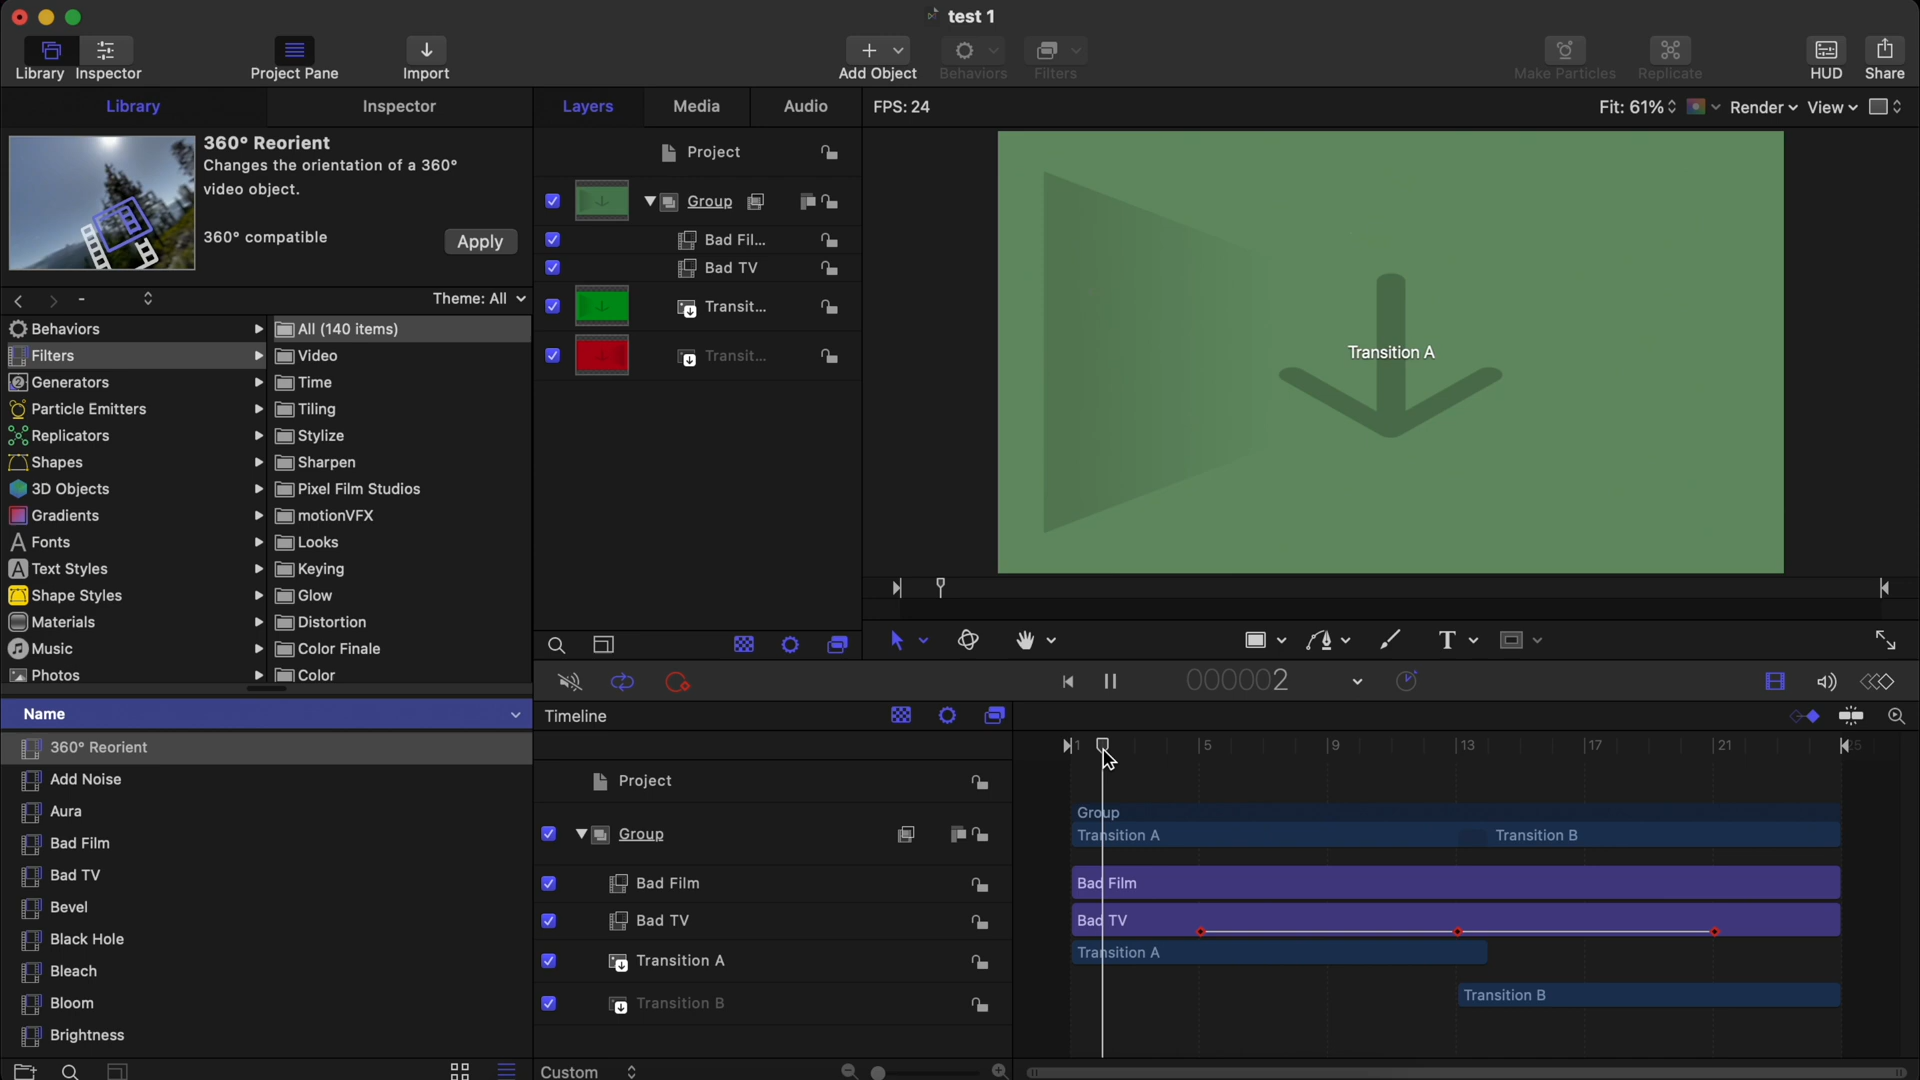 test 1
Library Inspector Project Pane Import Add Object Behaviors Filters Make Particles Replicate HUD Share
Library Inspector Layers Media Audio FPS: 24 Fit: 61% Render View
360° Reorient
Changes the orientation of a 360°
video object.
360° compatible
Apply
- Theme: All
Behaviors
Filters
Generators
Particle Emitters
Replicators
Shapes
3D Objects
Gradients
Fonts
Text Styles
Shape Styles
Materials
Music
Photos
All (140 items)
Video
Time
Tiling
Stylize
Sharpen
Pixel Film Studios
motionVFX
Looks
Keying
Glow
Distortion
Color Finale
Color
Name
360° Reorient
Add Noise
Aura
Bad Film
Bad TV
Bevel
Black Hole
Bleach
Bloom
Brightness
Project
Group
Bad Fil...
Bad TV
Transit...
Transit...
Transition A
T
000002
Timeline
Project
Group
Bad Film
Bad TV
Transition A
Transition B
Custom
1 5 9 13 17 21 25
Group
Transition A Transition B
Bad Film
Bad TV
Transition A
Transition B